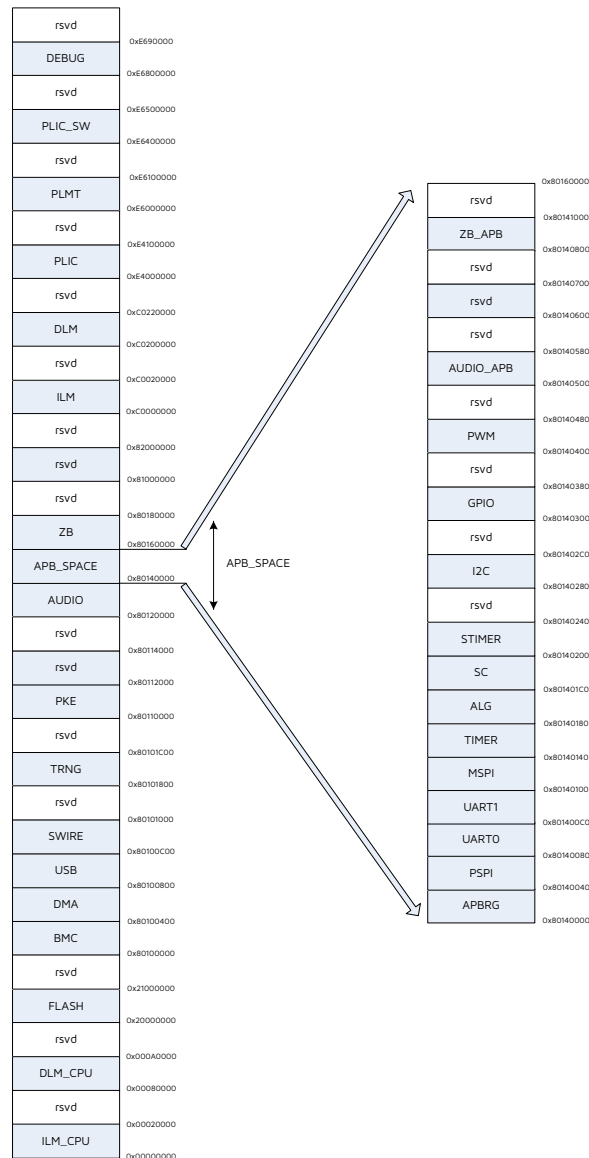 rsvd
0xE690000
DEBUG
0xE6800000
rsvd
0xE6500000
PLIC_SW
0xE6400000
rsvd
0xE6100000
PLMT
0xE6000000
rsvd
0xE4100000
PLIC
0xE4000000
rsvd
0xC0220000
DLM
0xC0200000
rsvd
0xC0020000
ILM
0xC0000000
rsvd
0x82000000
rsvd
0x81000000
rsvd
0x80180000
ZB
0x80160000
APB_SPACE
0x80140000
AUDIO
0x80120000
rsvd
0x80114000
rsvd
0x80112000
PKE
0x80110000
rsvd
0x80101C00
TRNG
0x80101800
rsvd
0x80101000
SWIRE
0x80100C00
USB
0x80100800
DMA
0x80100400
BMC
0x80100000
rsvd
0x21000000
FLASH
0x20000000
rsvd
0x000A0000
DLM_CPU
0x00080000
rsvd
0x00020000
ILM_CPU
0x00000000
APB_SPACE
0x80160000
rsvd
0x80141000
ZB_APB
0x80140800
rsvd
0x80140700
rsvd
0x80140600
rsvd
0x80140580
AUDIO_APB
0x80140500
rsvd
0x80140480
PWM
0x80140400
rsvd
0x80140380
GPIO
0x80140300
rsvd
0x801402C0
I2C
0x80140280
rsvd
0x80140240
STIMER
0x80140200
SC
0x801401C0
ALG
0x80140180
TIMER
0x80140140
MSPI
0x80140100
UART1
0x801400C0
UART0
0x80140080
PSPI
0x80140040
APBRG
0x80140000